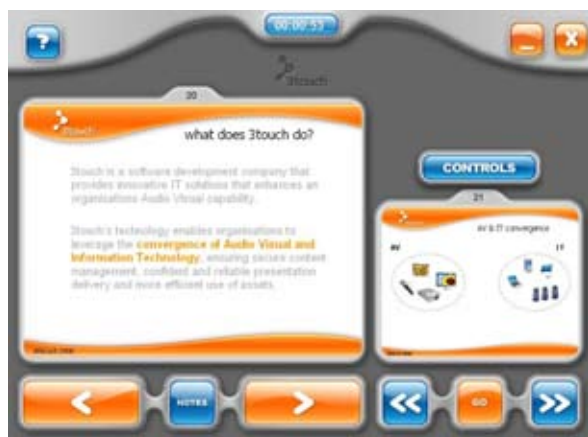 ?
00:00:53
_
X
3touch
20
3touch
what does 3touch do?
3touch is a software development company that
provides innovative IT solutions that enhances an
organisations Audio Visual capability.
3touch's technology enables organisations to
leverage the convergence of Audio Visual and
Information Technology, ensuring secure content
management, confident and reliable presentation
delivery and more efficient use of assets.
CONTROLS
21
AV & IT convergence
AV
IT
<
NOTES
>
<<
GO
>>